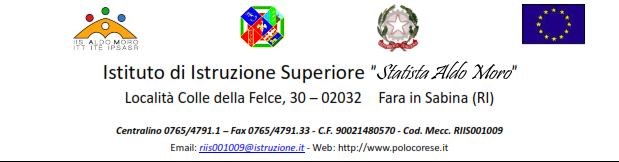 IIS ALDO MORO
ITT ITE IPSASR
Istituto di Istruzione Superiore "Statista Aldo Moro"
Località Colle della Felce, 30 – 02032 Fara in Sabina (RI)
Centralino 0765/4791.1 – Fax 0765/4791.33 - C.F. 90021480570 - Cod. Mecc. RIIS001009
Email: riis001009@istruzione.it - Web: http://www.polocorese.it